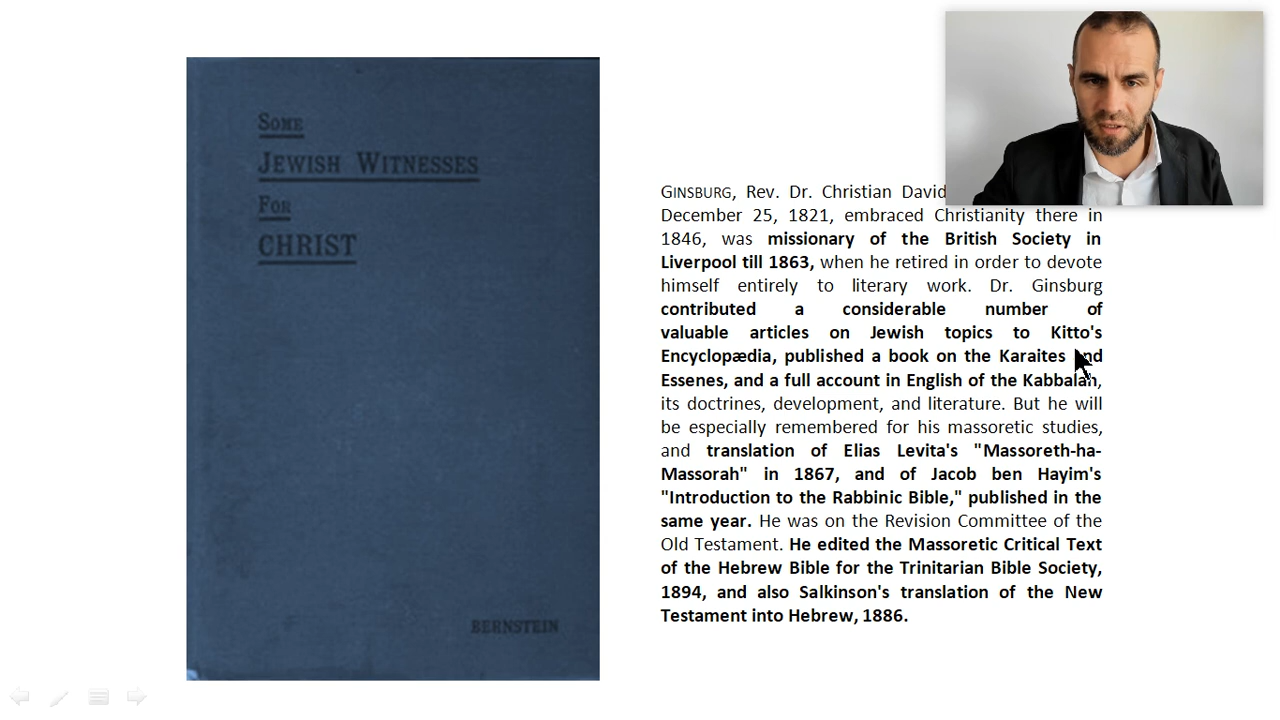 SOME
JEWISH WITNESSES
FOR
CHRIST
BERNSTEIN
GINSBURG, Rev. Dr. Christian David
December 25, 1821, embraced Christianity there in
1846, was missionary of the British Society in
Liverpool till 1863, when he retired in order to devote
himself entirely to literary work. Dr. Ginsburg
contributed a considerable number of
valuable articles on Jewish topics to Kitto's
Encyclopædia, published a book on the Karaites and
Essenes, and a full account in English of the Kabbalah,
its doctrines, development, and literature. But he will
be especially remembered for his massoretic studies,
and translation of Elias Levita's "Massoreth-ha-
Massorah" in 1867, and of Jacob ben Hayim's
"Introduction to the Rabbinic Bible," published in the
same year. He was on the Revision Committee of the
Old Testament. He edited the Massoretic Critical Text
of the Hebrew Bible for the Trinitarian Bible Society,
1894, and also Salkinson's translation of the New
Testament into Hebrew, 1886.